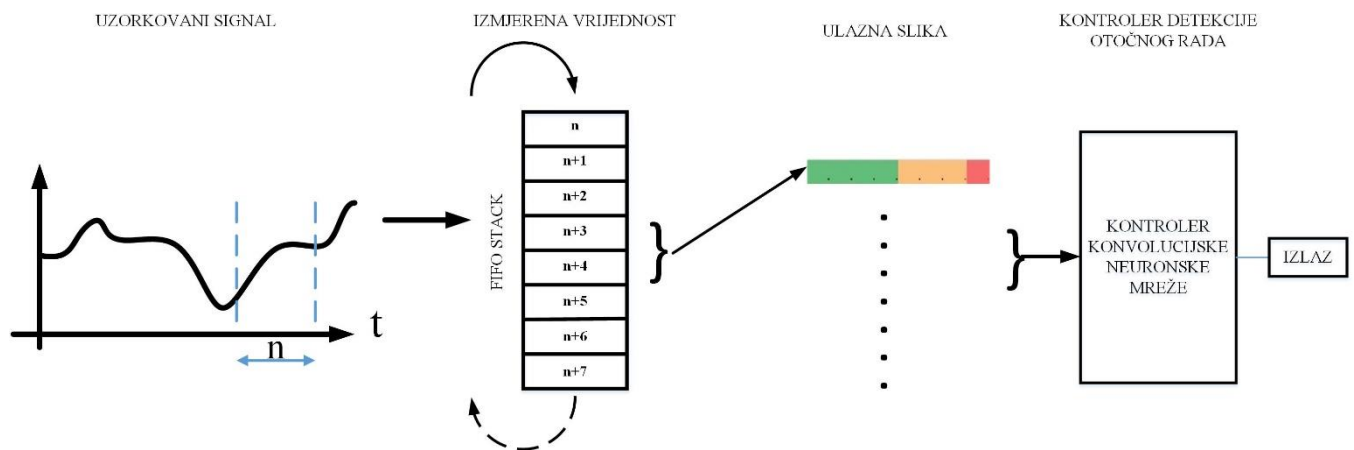 UZORKOVANI SIGNAL
IZMJERENA VRIJEDNOST
ULAZNA SLIKA
KONTROLER DETEKCIJE
OTOČNOG RADA
t
n
FIFO STACK
n
n+1
n+2
n+3
n+4
n+5
n+6
n+7
KONTROLER
KONVOLUCIJSKE
NEURONSKE
MREŽE
IZLAZ